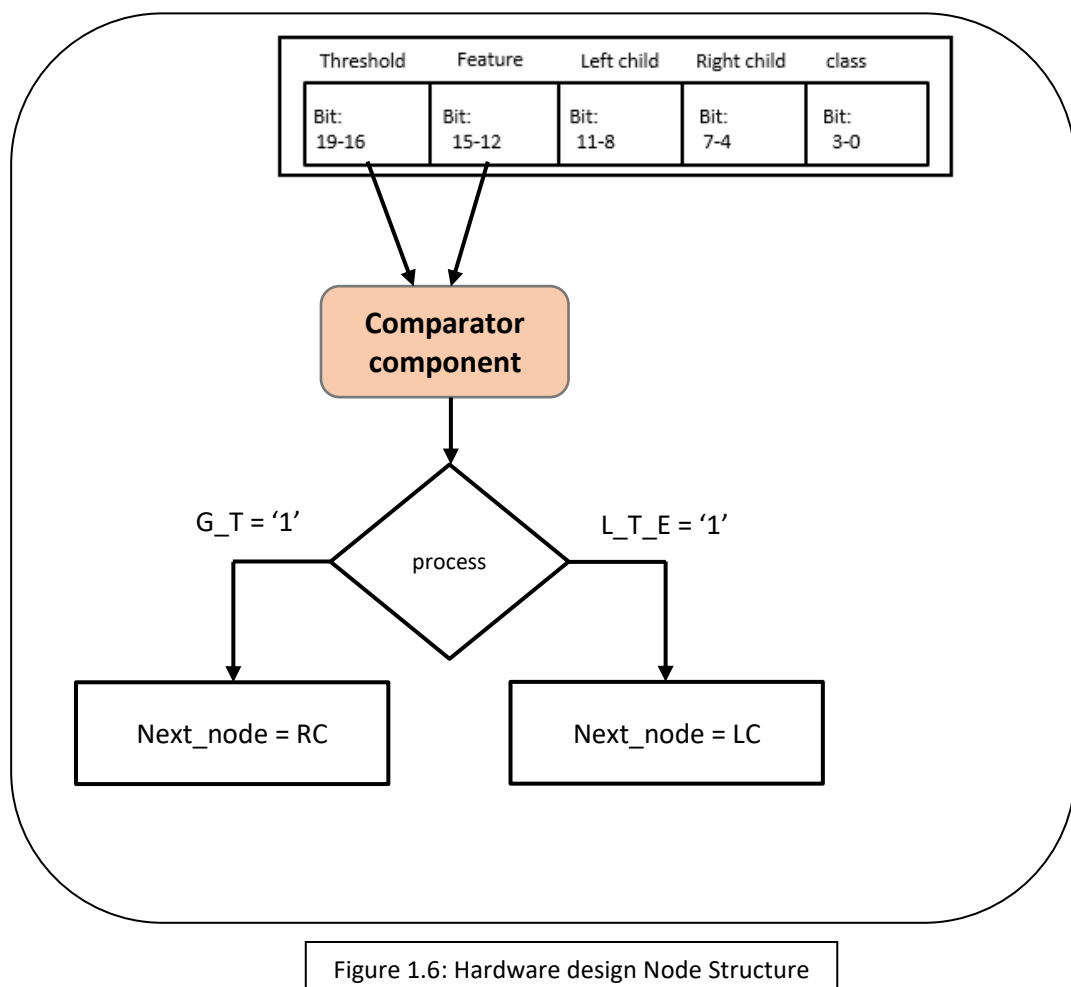 Threshold Feature Left child Right child class
Bit: Bit: Bit: Bit: Bit:
19-16 15-12 11-8 7-4 3-0
Comparator
component
G_T = ‘1’ L_T_E = ‘1’
process
Next_node = RC Next_node = LC
Figure 1.6: Hardware design Node Structure